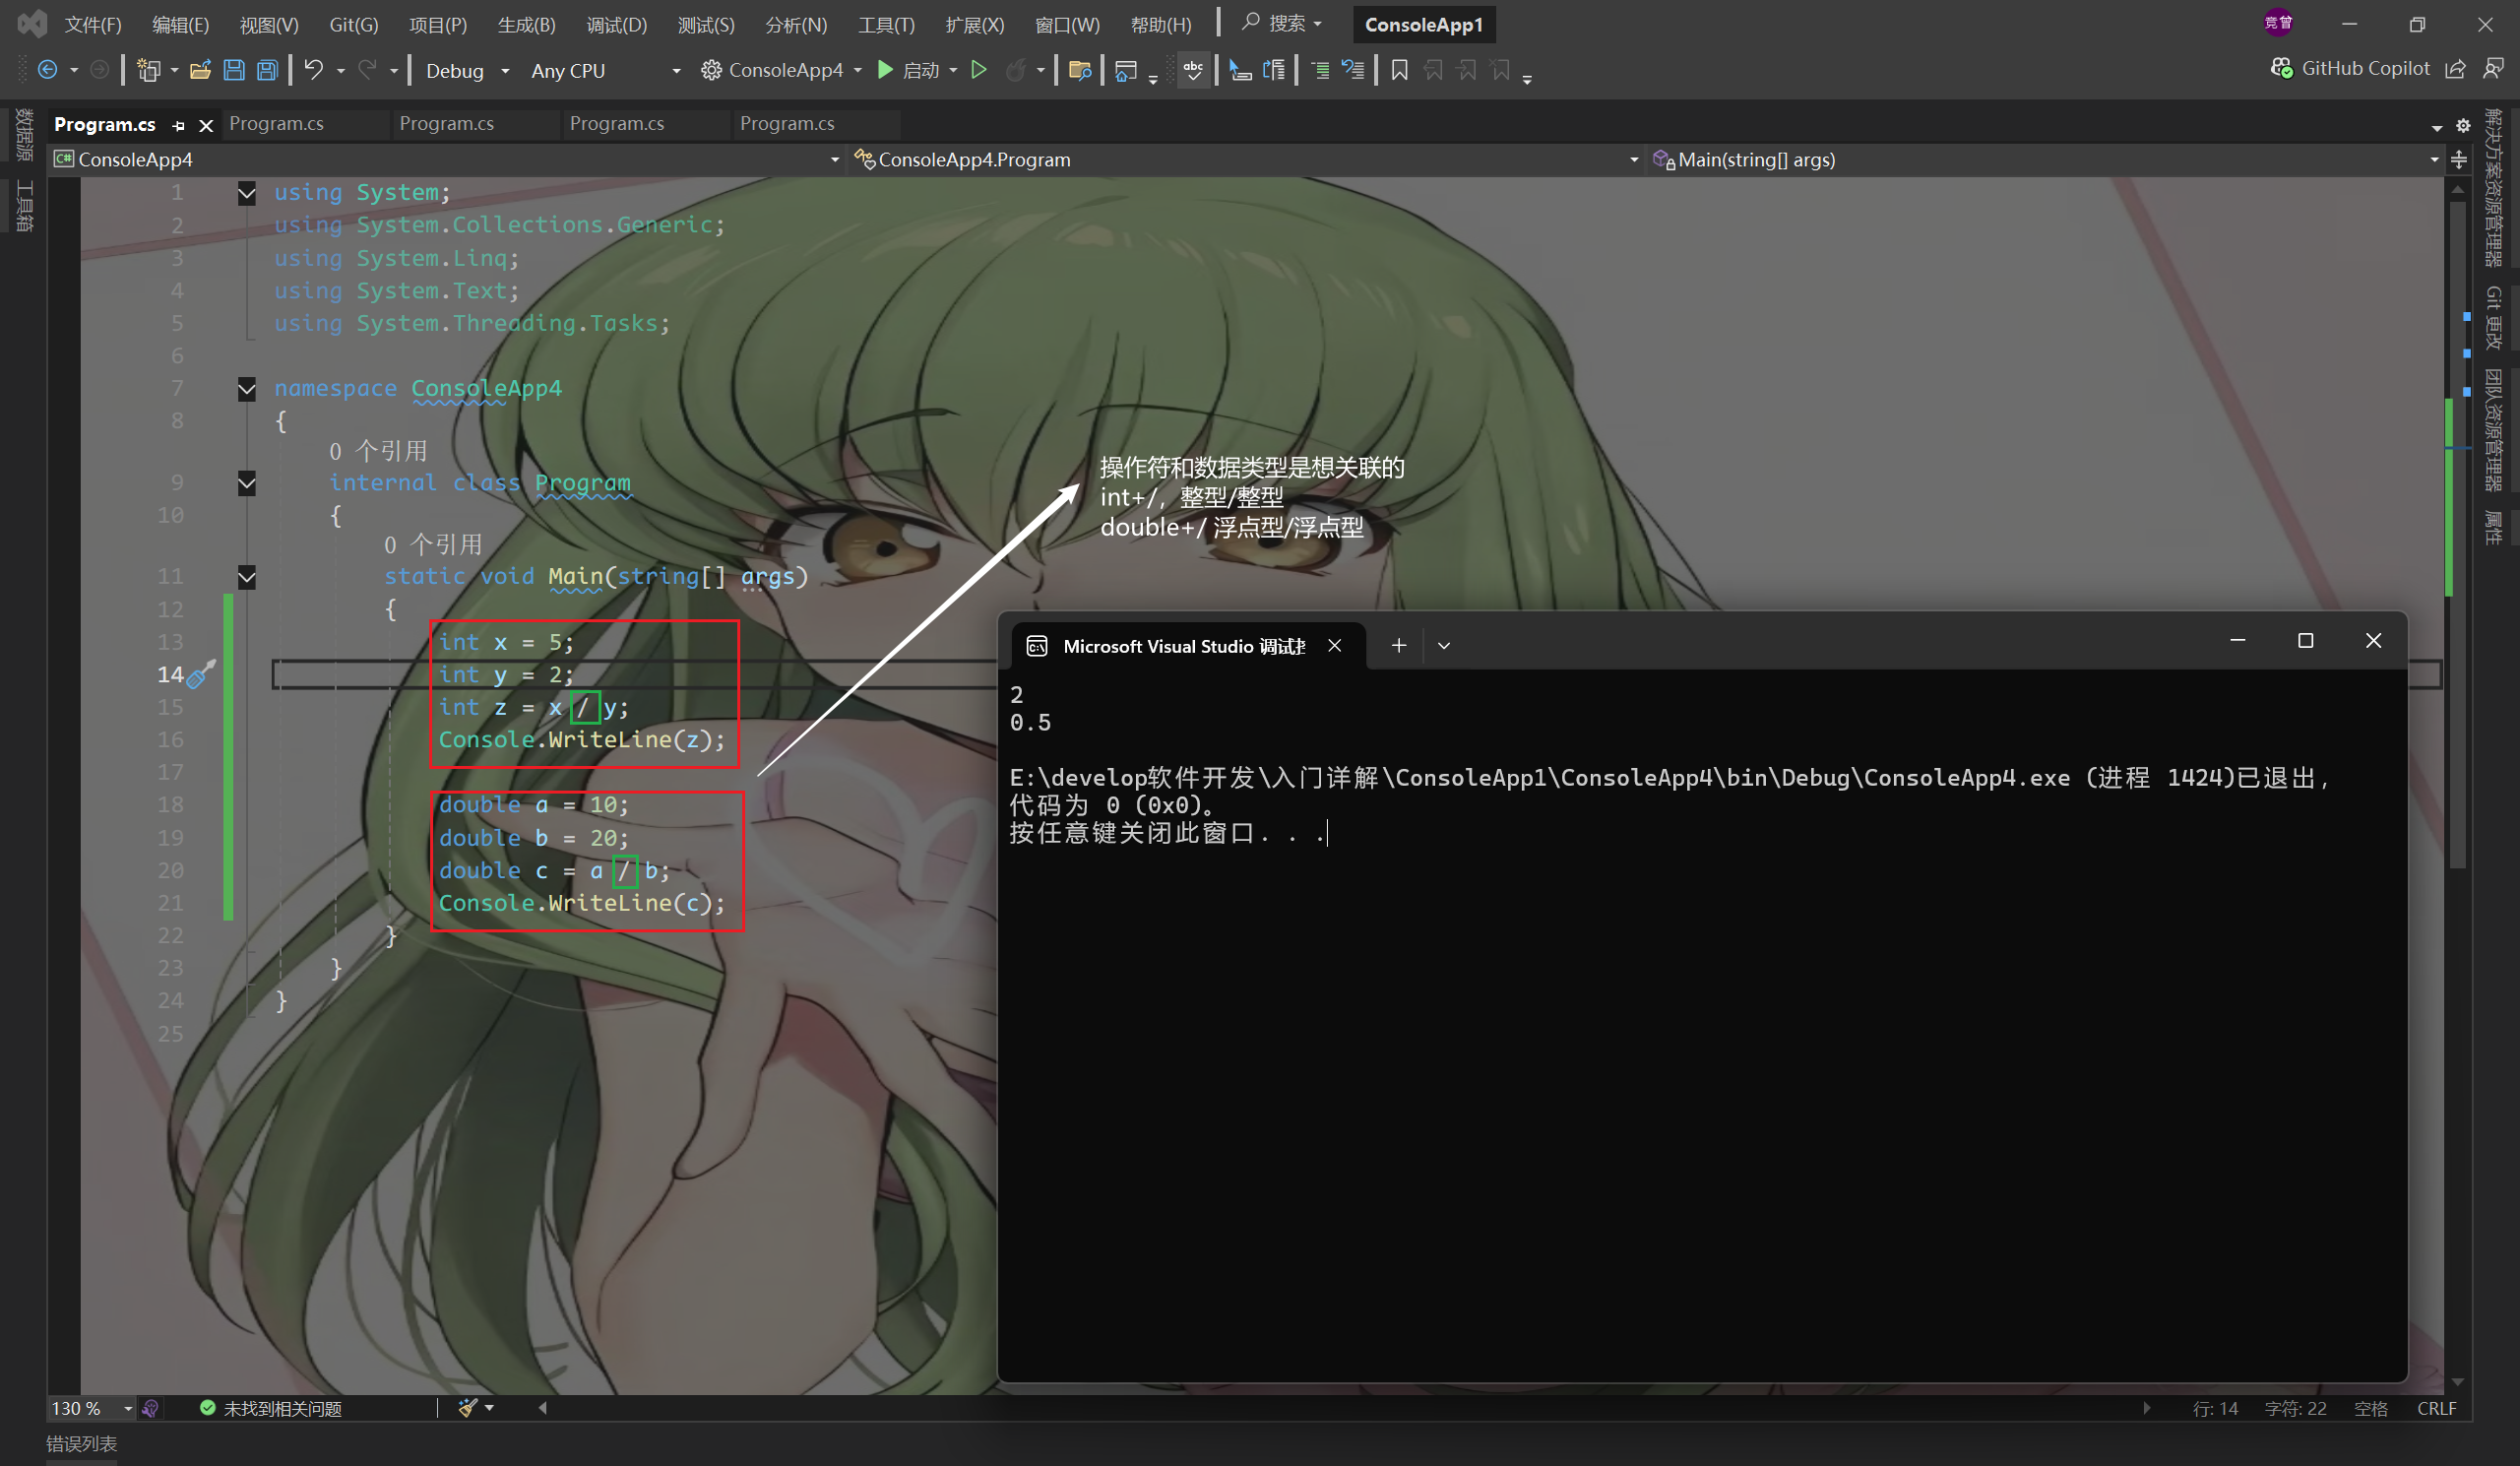 文件(F) 编辑(E) 视图(V) Git(G) 项目(P) 生成(B) 调试(D) 测试(S) 分析(N) 工具(T) 扩展(X) 窗口(W) 帮助(H) 搜索 ConsoleApp1 竞曾
Debug Any CPU ConsoleApp4 启动 abc GitHub Copilot
Program.cs Program.cs Program.cs Program.cs Program.cs
C# ConsoleApp4 ConsoleApp4.Program Main(string[] args)
数据源
工具箱
1 using System;
2 using System.Collections.Generic;
3 using System.Linq;
4 using System.Text;
5 using System.Threading.Tasks;
6
7 namespace ConsoleApp4
8 {
0 个引用
9 internal class Program
10 {
0 个引用
11 static void Main(string[] args)
12 {
13 int x = 5;
14 int y = 2;
15 int z = x / y;
16 Console.WriteLine(z);
17
18 double a = 10;
19 double b = 20;
20 double c = a / b;
21 Console.WriteLine(c);
22 }
23 }
24 }
25
操作符和数据类型是想关联的
int+/，整型/整型
double+/ 浮点型/浮点型
Microsoft Visual Studio 调试
2
0.5
E:\develop软件开发\入门详解\ConsoleApp1\ConsoleApp4\bin\Debug\ConsoleApp4.exe (进程 1424)已退出，
代码为 0 (0x0)。
按任意键关闭此窗口. . .
解决方案资源管理器
Git 更改
团队资源管理器
属性
130 % 未找到相关问题 行: 14 字符: 22 空格 CRLF
错误列表